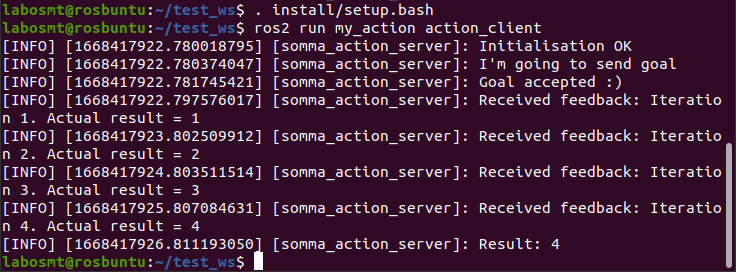 labosmt@rosbuntu:~/test_ws$ . install/setup.bash
labosmt@rosbuntu:~/test_ws$ ros2 run my_action action_client
[INFO] [1668417922.780018795] [somma_action_server]: Initialisation OK
[INFO] [1668417922.780374047] [somma_action_server]: I'm going to send goal
[INFO] [1668417922.781745421] [somma_action_server]: Goal accepted :)
[INFO] [1668417922.797576017] [somma_action_server]: Received feedback: Iteratio
n 1. Actual result = 1
[INFO] [1668417923.802509912] [somma_action_server]: Received feedback: Iteratio
n 2. Actual result = 2
[INFO] [1668417924.803511514] [somma_action_server]: Received feedback: Iteratio
n 3. Actual result = 3
[INFO] [1668417925.807084631] [somma_action_server]: Received feedback: Iteratio
n 4. Actual result = 4
[INFO] [1668417926.811193050] [somma_action_server]: Result: 4
labosmt@rosbuntu:~/test_ws$